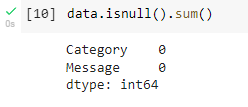 [10] data.isnull().sum()
0s
Category    0
Message     0
dtype: int64